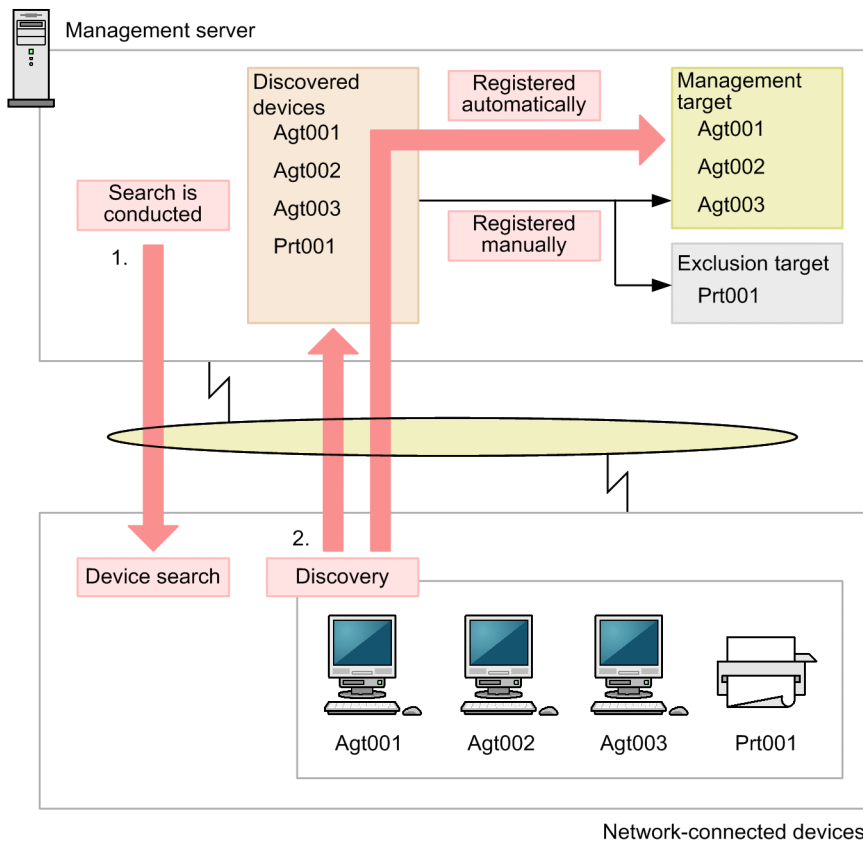 Management server
Discovered
devices
Agt001
Agt002
Agt003
Prt001
Registered
automatically
Management
target
Agt001
Agt002
Agt003
Search is
conducted
1.
Registered
manually
Exclusion target
Prt001
2.
Device search
Discovery
Agt001
Agt002
Agt003
Prt001
Network-connected devices